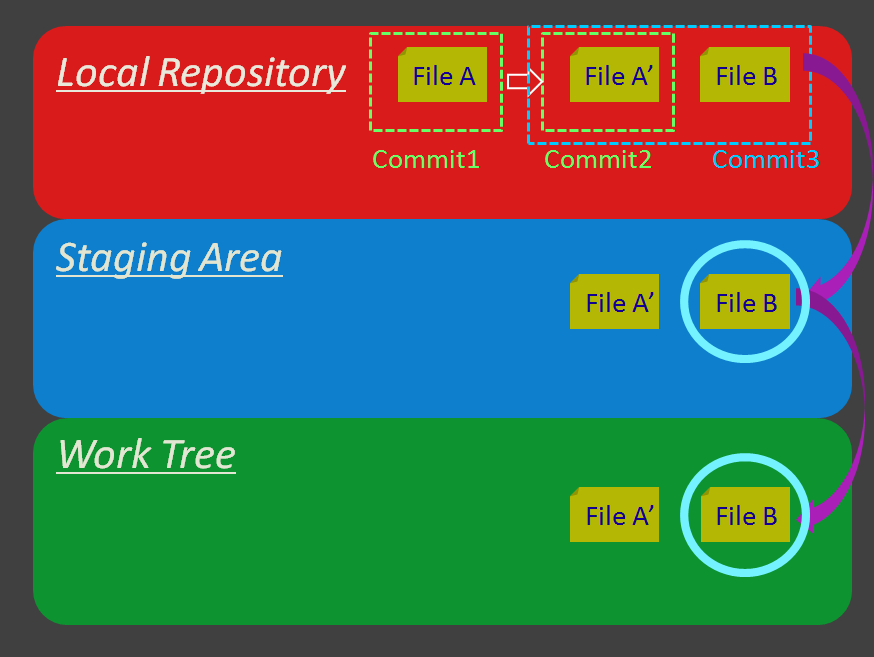 Local Repository
File A
File A’
File B
Commit1
Commit2
Commit3
Staging Area
File A’
File B
Work Tree
File A’
File B